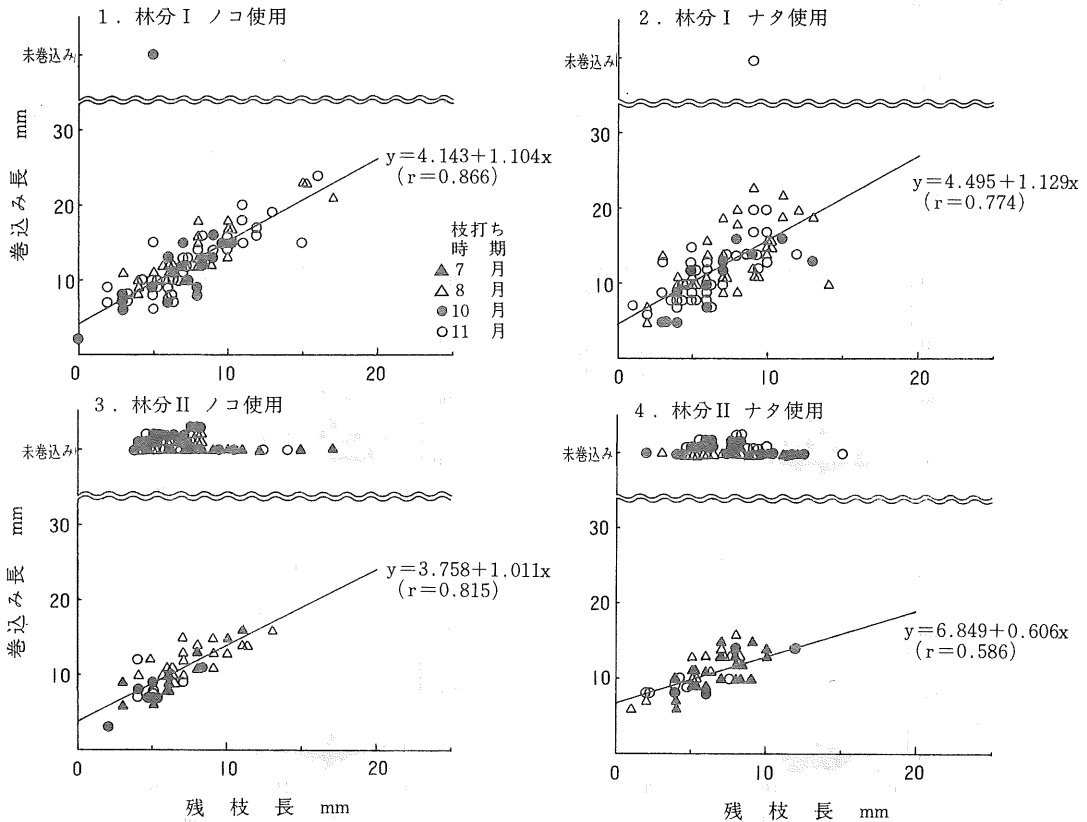 1．林分Ⅰ ノコ使用
未巻込み
30
20
10
0
10
20
巻込み長 mm
y＝4.143＋1.104x
(r＝0.866)
枝打ち
時 期
▲ 7 月
△ 8 月
● 10 月
○ 11 月
2．林分Ⅰ ナタ使用
未巻込み
30
20
10
0
10
20
y＝4.495＋1.129x
(r＝0.774)
3．林分Ⅱ ノコ使用
未巻込み
30
20
10
0
10
20
巻込み長 mm
y＝3.758＋1.011x
(r＝0.815)
残 枝 長 mm
4．林分Ⅱ ナタ使用
未巻込み
30
20
10
0
10
20
y＝6.849＋0.606x
(r＝0.586)
残 枝 長 mm